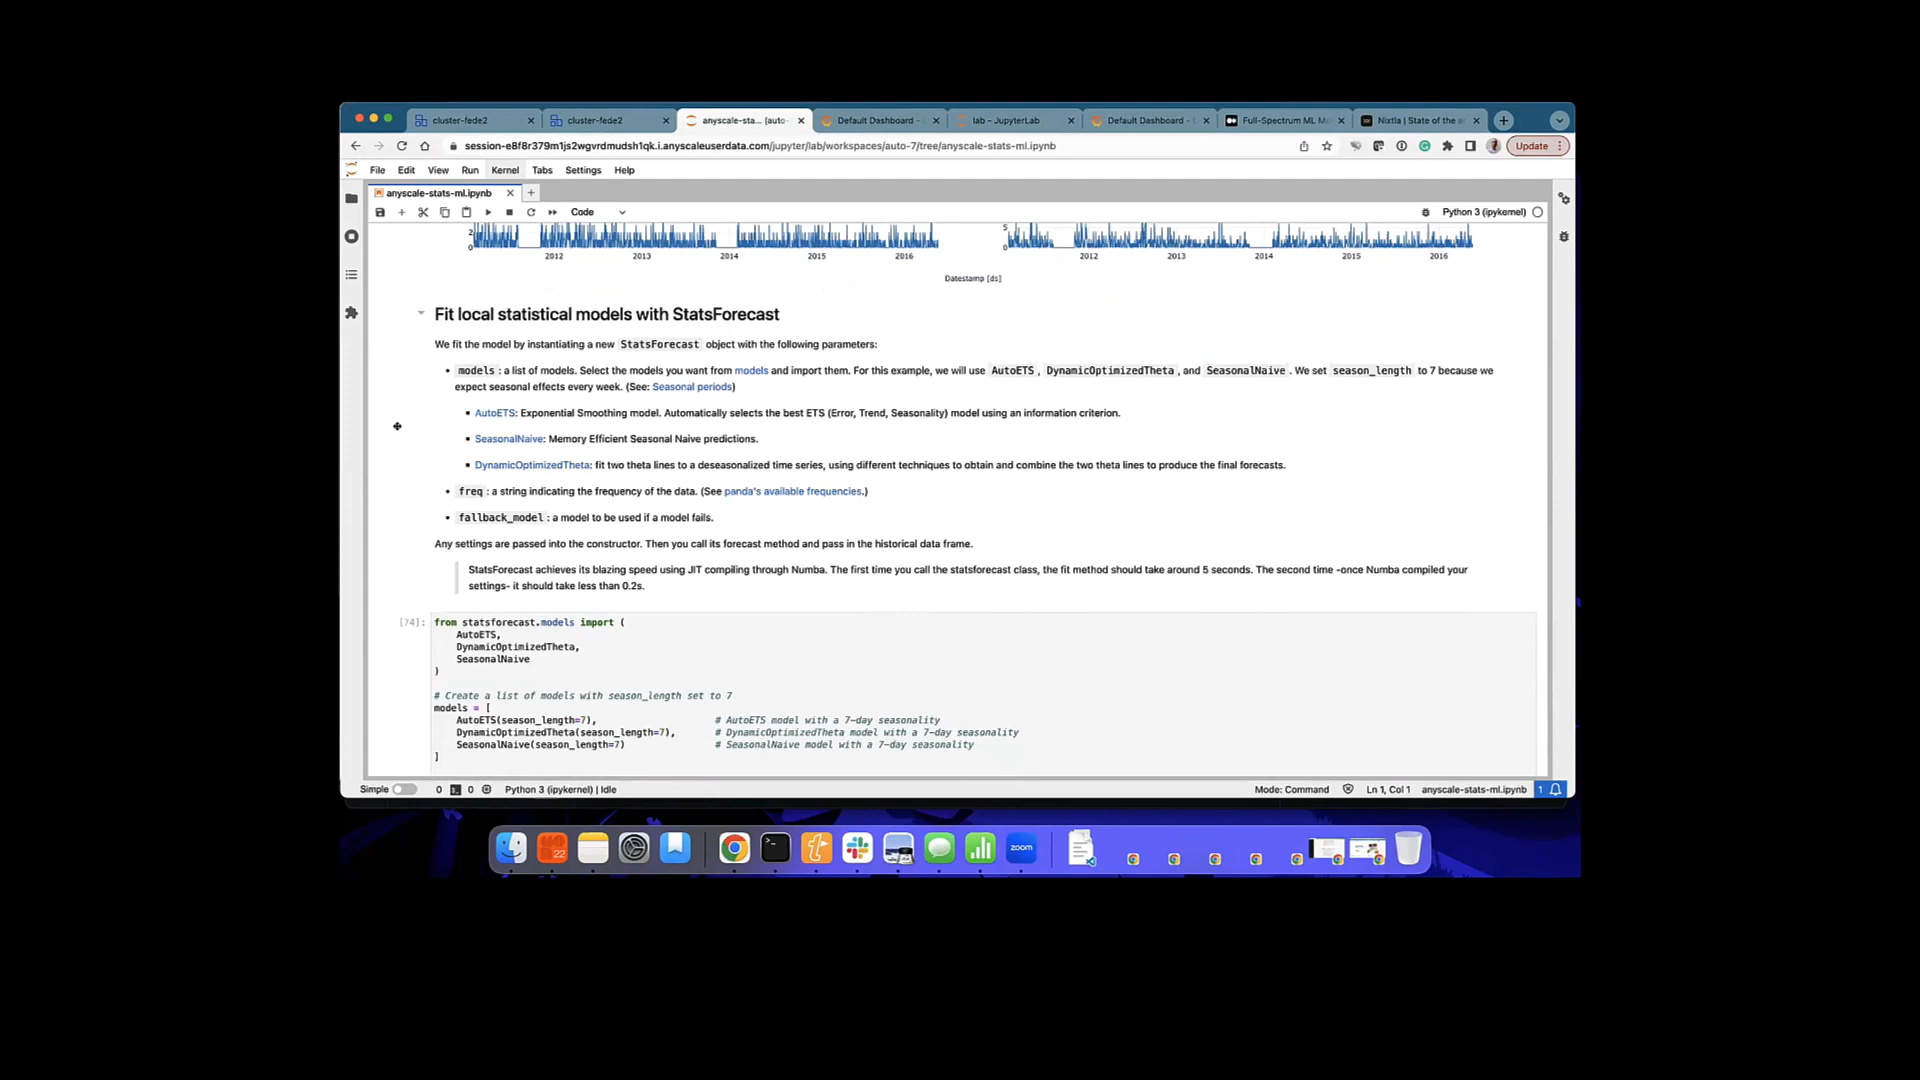 cluster-fede2
cluster-fede2
anyscale-sta... (auto-
Default Dashboard -
lab – JupyterLab
Default Dashboard -
Full-Spectrum ML M
Nixtla | State of the
session-e8f8r379m1js2wgvrdmudsh1qk.i.anyscaleuserdata.com/jupyter/lab/workspaces/auto-7/tree/anyscale-stats-ml.ipynb
Update
File Edit View Run Kernel Tabs Settings Help
anyscale-stats-ml.ipynb
Code
Python 3 (ipykernel)
2
0
5
0
2012 2013 2014 2015 2016
2012 2013 2014 2015 2016
Datestamp [ds]
Fit local statistical models with StatsForecast
We fit the model by instantiating a new StatsForecast object with the following parameters:
• models : a list of models. Select the models you want from models and import them. For this example, we will use AutoETS , DynamicOptimizedTheta , and SeasonalNaive . We set season_length to 7 because we
expect seasonal effects every week. (See: Seasonal periods)
▪ AutoETS: Exponential Smoothing model. Automatically selects the best ETS (Error, Trend, Seasonality) model using an information criterion.
▪ SeasonalNaive: Memory Efficient Seasonal Naive predictions.
▪ DynamicOptimizedTheta: fit two theta lines to a deseasonalized time series, using different techniques to obtain and combine the two theta lines to produce the final forecasts.
• freq : a string indicating the frequency of the data. (See panda's available frequencies.)
• fallback_model : a model to be used if a model fails.
Any settings are passed into the constructor. Then you call its forecast method and pass in the historical data frame.
StatsForecast achieves its blazing speed using JIT compiling through Numba. The first time you call the statsforecast class, the fit method should take around 5 seconds. The second time -once Numba compiled your
settings- it should take less than 0.2s.
[74]:
from statsforecast.models import (
AutoETS,
DynamicOptimizedTheta,
SeasonalNaive
)
# Create a list of models with season_length set to 7
models = [
AutoETS(season_length=7), # AutoETS model with a 7-day seasonality
DynamicOptimizedTheta(season_length=7), # DynamicOptimizedTheta model with a 7-day seasonality
SeasonalNaive(season_length=7) # SeasonalNaive model with a 7-day seasonality
]
Simple 0 0 Python 3 (ipykernel) | Idle
Mode: Command Ln 1, Col 1 anyscale-stats-ml.ipynb 1
22
zoom